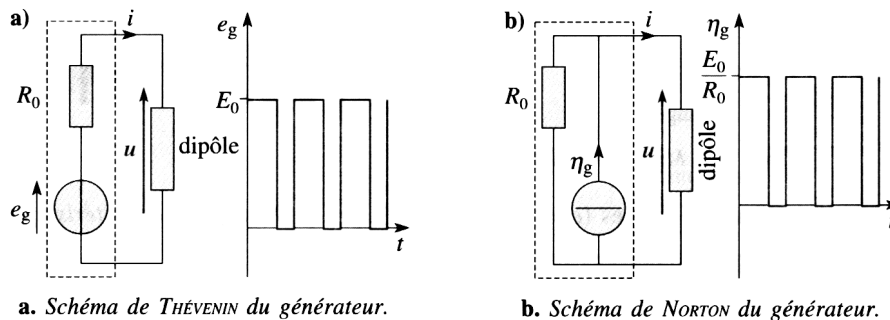 a)
i
e_g
R_0
E_0
u
dipôle
e_g
t
a. Schéma de THÉVENIN du générateur.
b)
i
η_g
E_0
R_0
R_0
u
dipôle
η_g
t
b. Schéma de NORTON du générateur.